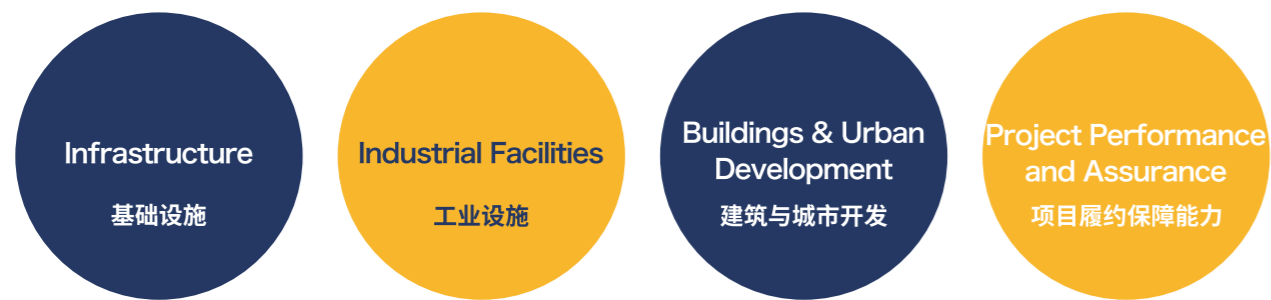 Infrastructure
基础设施
Industrial Facilities
工业设施
Buildings & Urban
Development
建筑与城市开发
Project Performance
and Assurance
项目履约保障能力